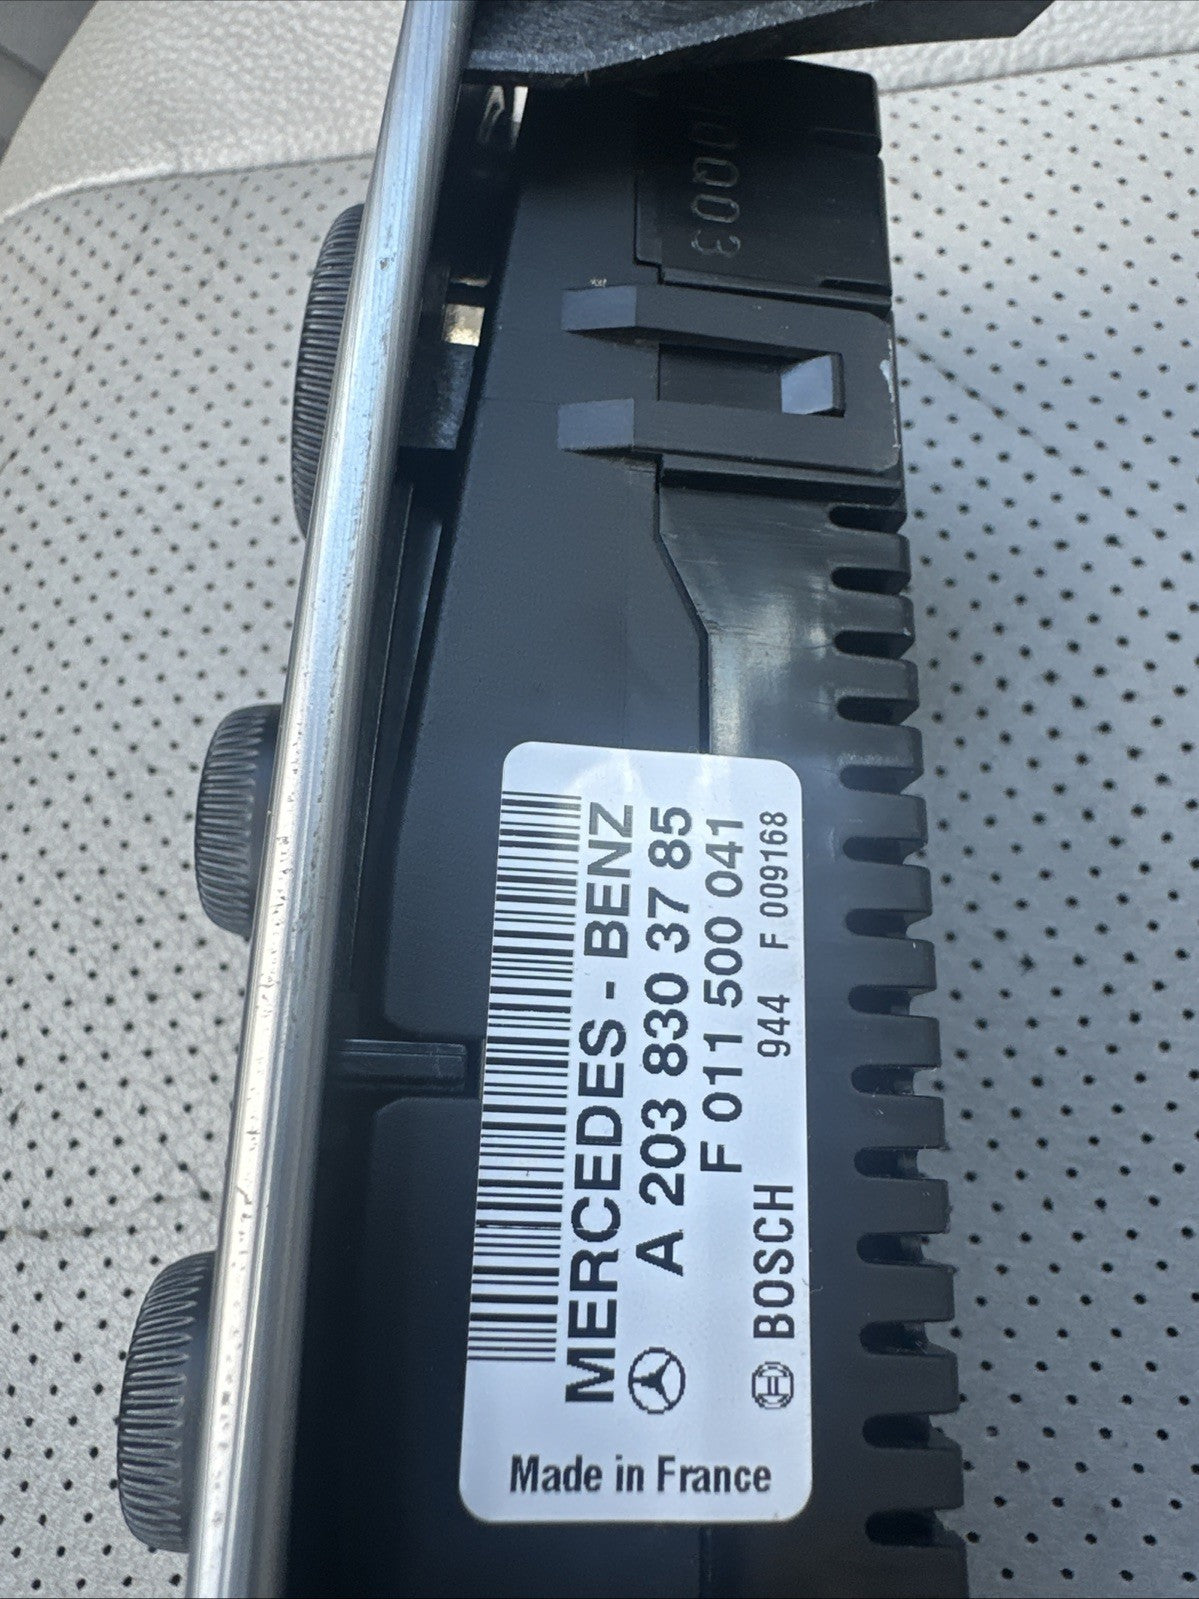 MERCEDES - BENZ
A 203 830 37 85
F 011 500 041
BOSCH 944 F 009168
Made in France